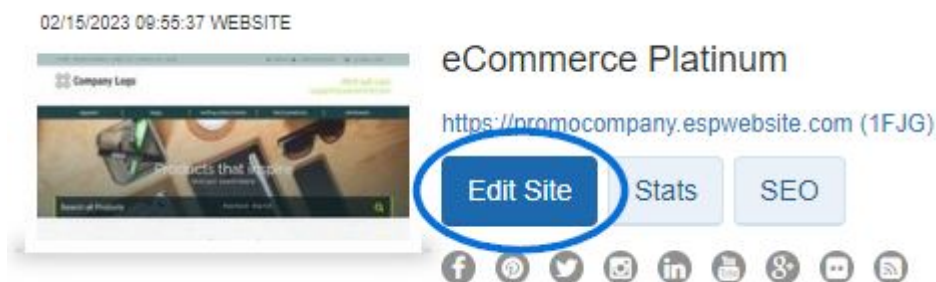 02/15/2023 09:55:37 WEBSITE
eCommerce Platinum
https://promocompany.espwebsite.com (1FJG)
Edit Site
Stats
SEO
Company Logo
Products that inspire
Search all Products